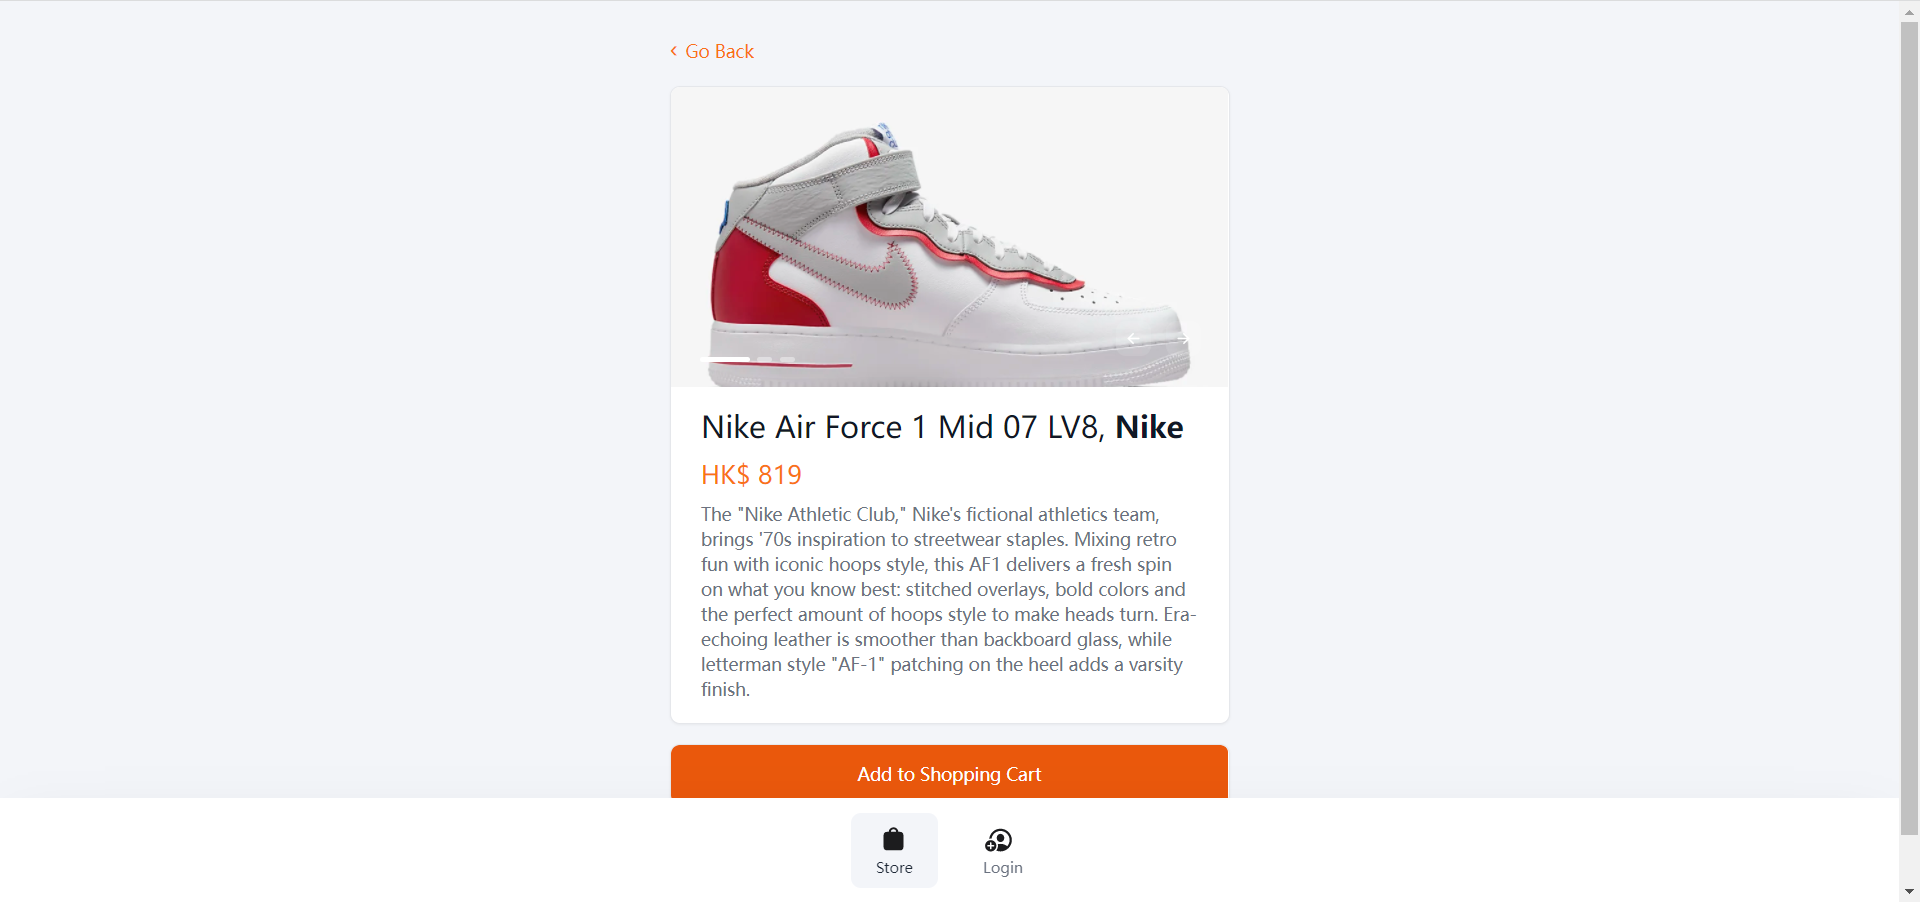 Go Back
Nike Air Force 1 Mid 07 LV8, Nike
HK$ 819
The "Nike Athletic Club," Nike's fictional athletics team,
brings '70s inspiration to streetwear staples. Mixing retro
fun with iconic hoops style, this AF1 delivers a fresh spin
on what you know best: stitched overlays, bold colors and
the perfect amount of hoops style to make heads turn. Era-
echoing leather is smoother than backboard glass, while
letterman style "AF-1" patching on the heel adds a varsity
finish.
Add to Shopping Cart
Store
Login